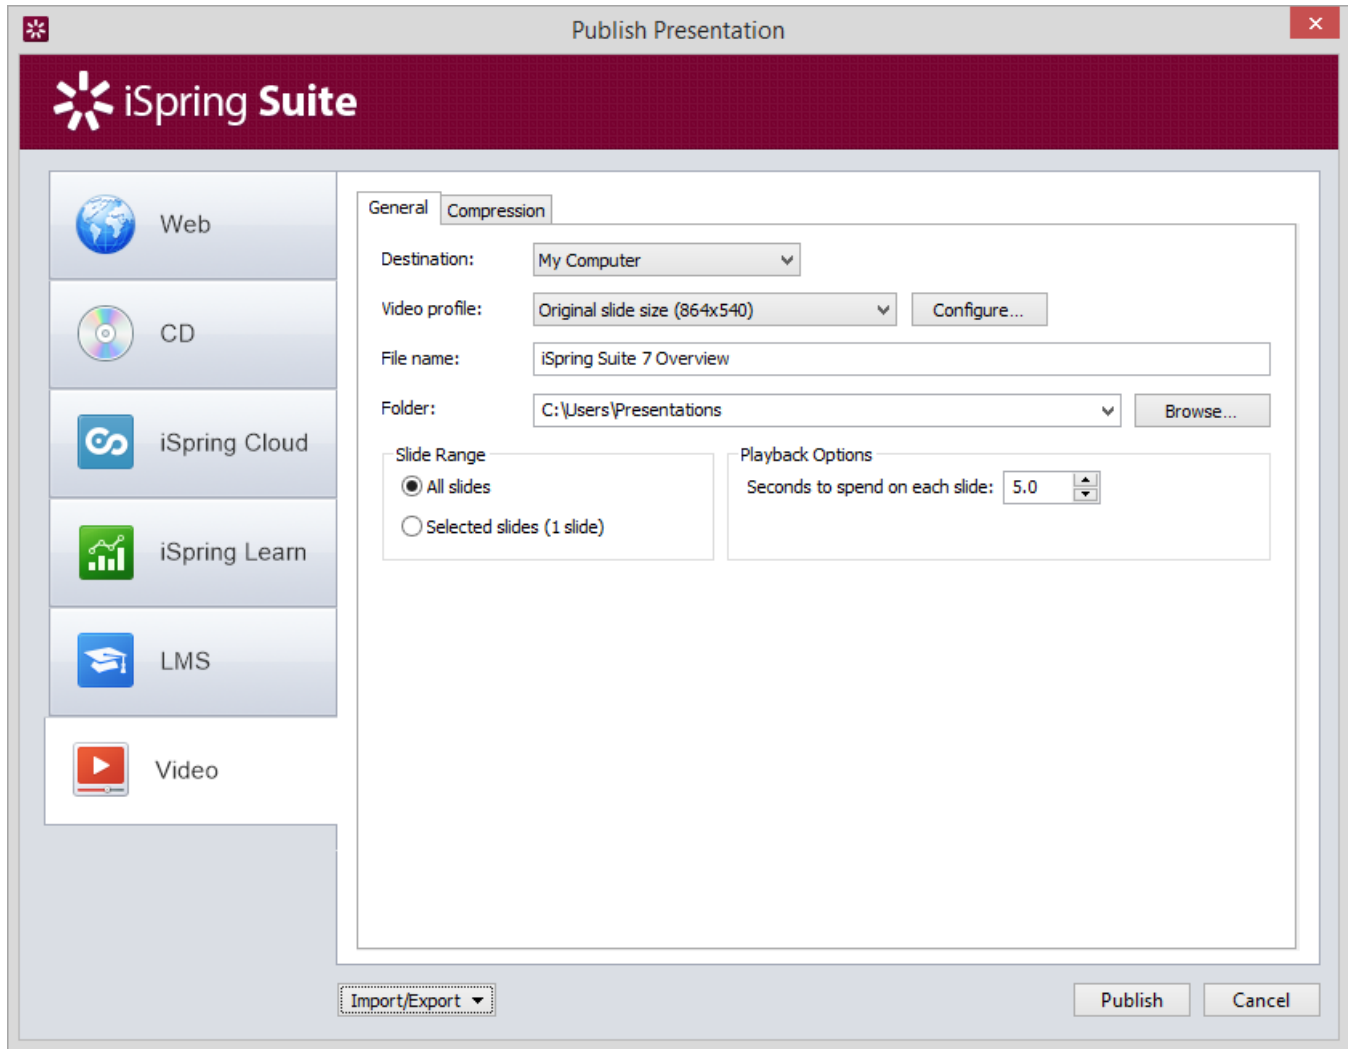 Publish Presentation
iSpring Suite
Web
CD
iSpring Cloud
iSpring Learn
LMS
Video
General
Compression
Destination:
My Computer
Video profile:
Original slide size (864x540)
Configure...
File name:
iSpring Suite 7 Overview
Folder:
C:\Users\Presentations
Browse...
Slide Range
All slides
Selected slides (1 slide)
Playback Options
Seconds to spend on each slide: 5.0
Import/Export
Publish
Cancel